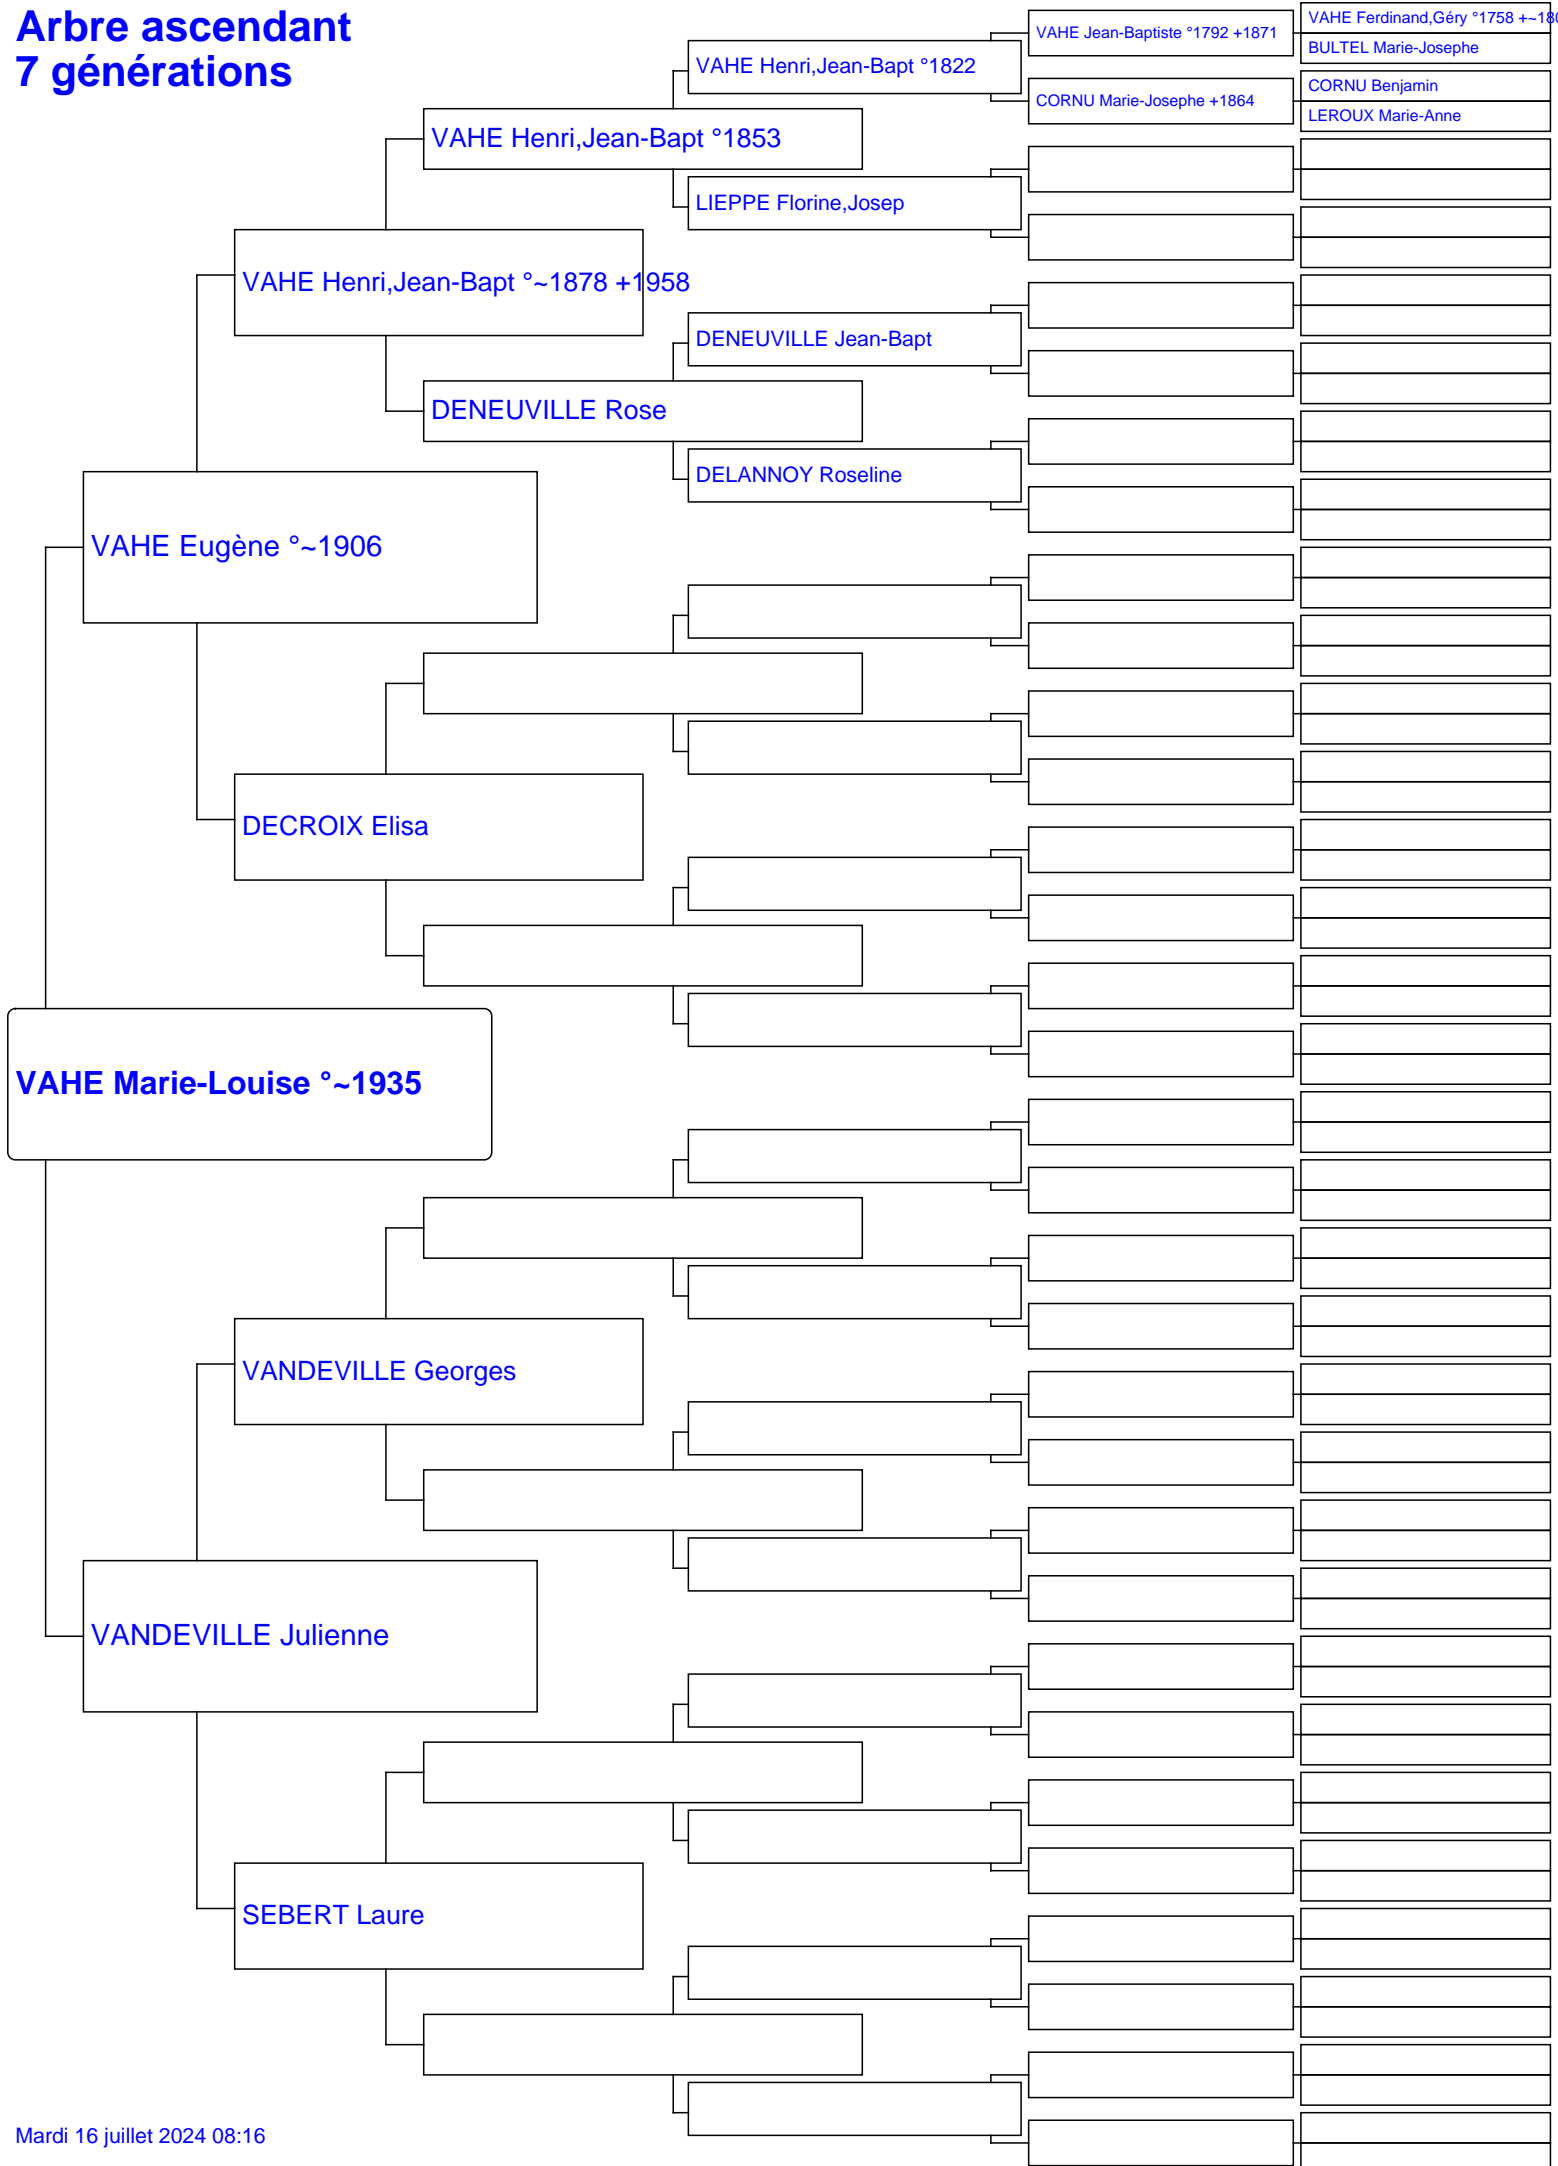 Arbre ascendant
7 générations
VAHE Jean-Baptiste °1792 +1871
VAHE Ferdinand,Géry °1758
BULTEL Marie-Josephe
VAHE Henri,Jean-Bapt °1822
CORNU Marie-Josephe +1864
CORNU Benjamin
LEROUX Marie-Anne
VAHE Henri,Jean-Bapt °1853
LIEPPE Florine,Josep
VAHE Henri,Jean-Bapt °~1878 +1958
DENEUVILLE Jean-Bapt
DENEUVILLE Rose
DELANNOY Roseline
VAHE Eugène °~1906
DECROIX Elisa
VAHE Marie-Louise °~1935
VANDEVILLE Georges
VANDEVILLE Julienne
SEBERT Laure
Mardi 16 juillet 2024 08:16